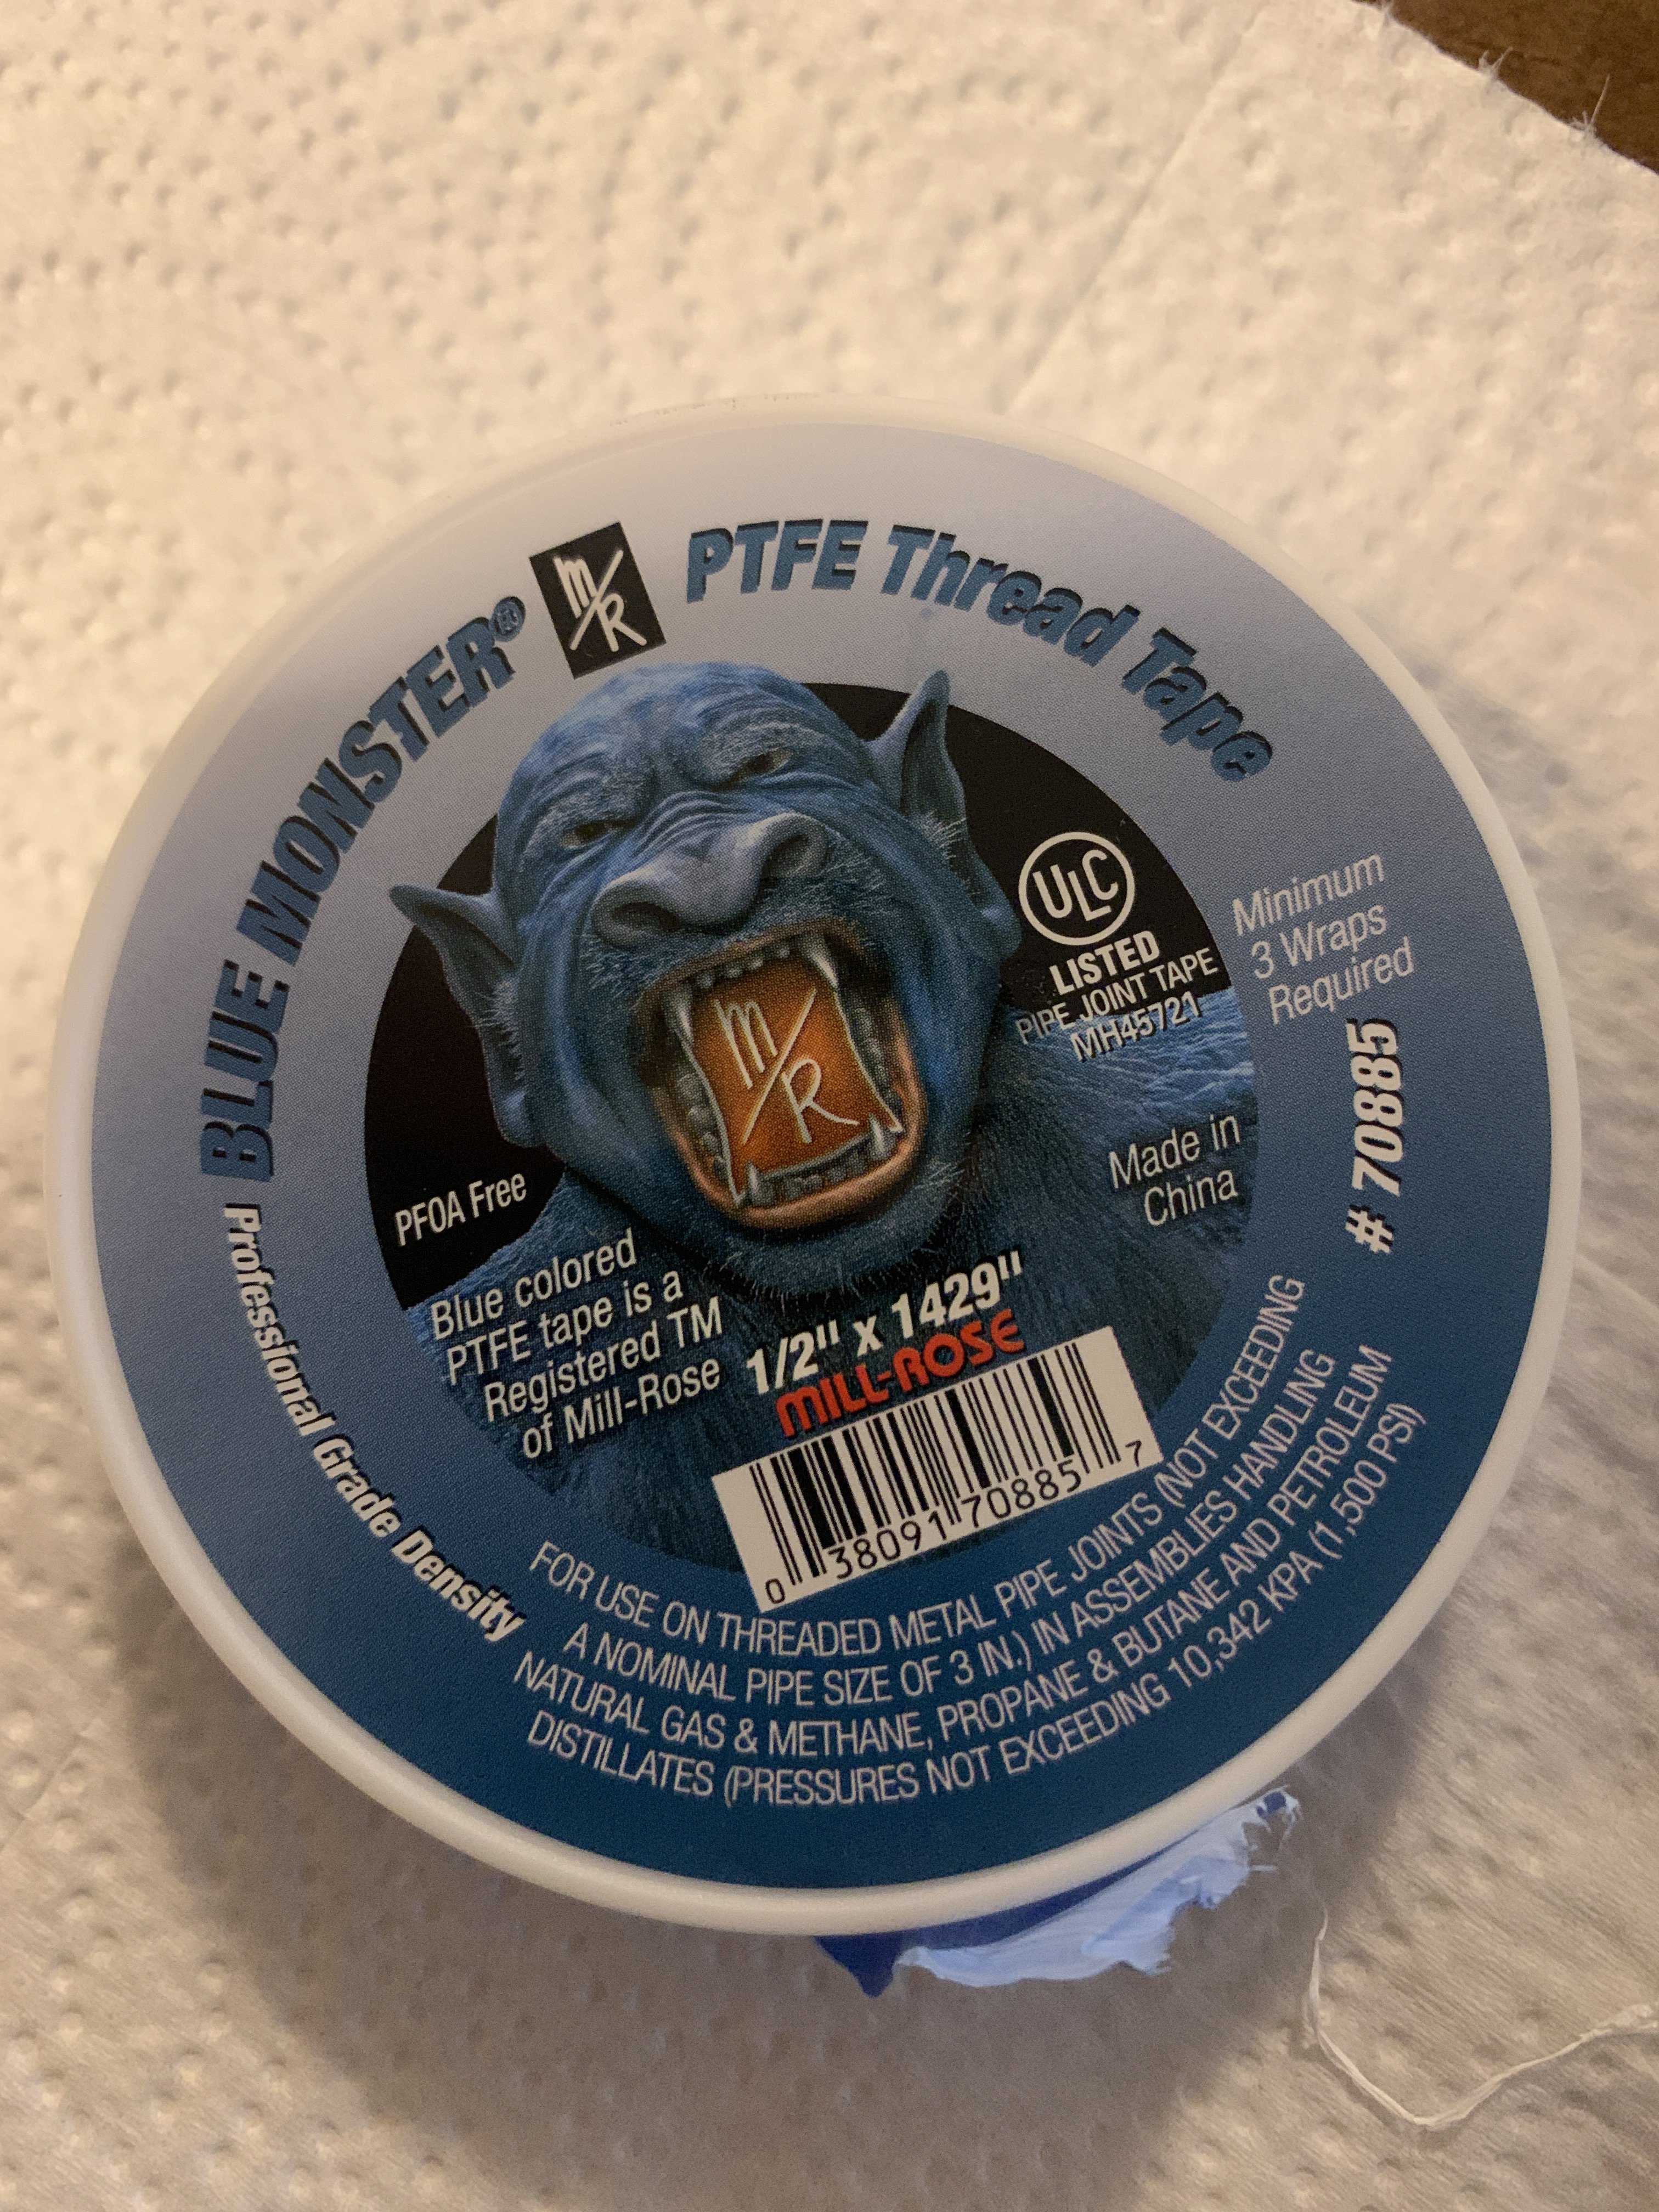 BLUE MONSTER®
m/R
PTFE Thread Tape
ULC
LISTED
PIPE JOINT TAPE
MH45721
Minimum
3 Wraps
Required
# 70885
m/R
Made in
China
PFOA Free
Blue colored
PTFE tape is a
Registered TM
of Mill-Rose
1/2" x 1429"
MILL-ROSE
0 38091 70885 7
Professional Grade Density
FOR USE ON THREADED METAL PIPE JOINTS (NOT EXCEEDING
A NOMINAL PIPE SIZE OF 3 IN.) IN ASSEMBLIES HANDLING
NATURAL GAS & METHANE, PROPANE & BUTANE AND PETROLEUM
DISTILLATES (PRESSURES NOT EXCEEDING 10,342 KPA (1,500 PSI)